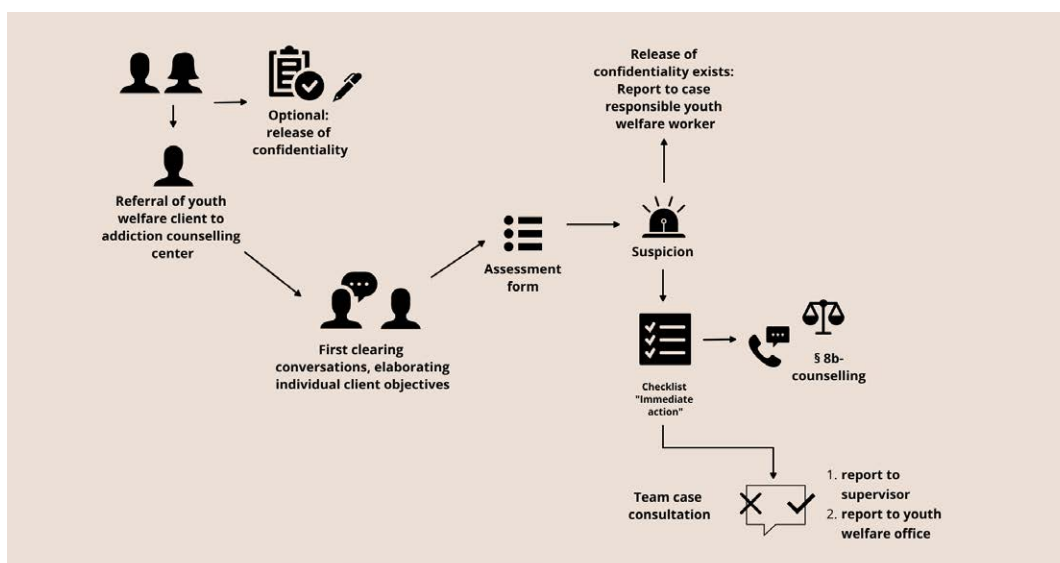 Optional:
release of
confidentiality
Referral of youth
welfare client to
addiction counselling
center
First clearing
conversations, elaborating
individual client objectives
Assessment
form
Release of
confidentiality exists:
Report to case
responsible youth
welfare worker
Suspicion
Checklist
"Immediate
action"
§ 8b-
counselling
Team case
consultation
1. report to
supervisor
2. report to youth
welfare office